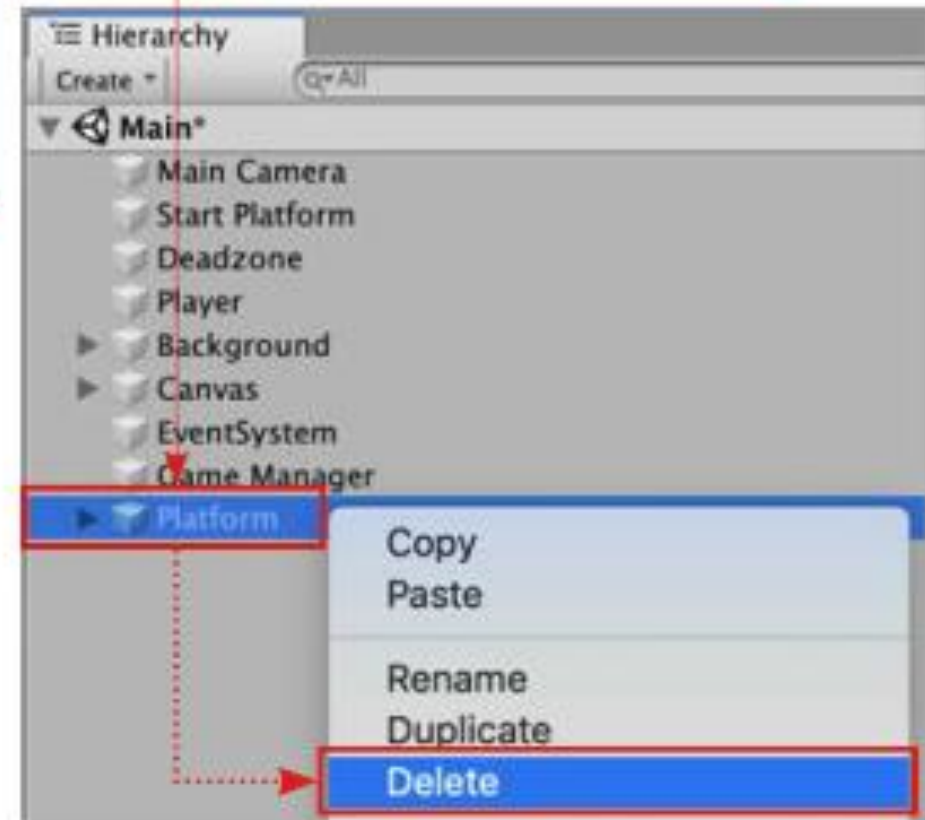 Hierarchy
Create
All
Main*
Main Camera
Start Platform
Deadzone
Player
Background
Canvas
EventSystem
Game Manager
Platform
Copy
Paste
Rename
Duplicate
Delete